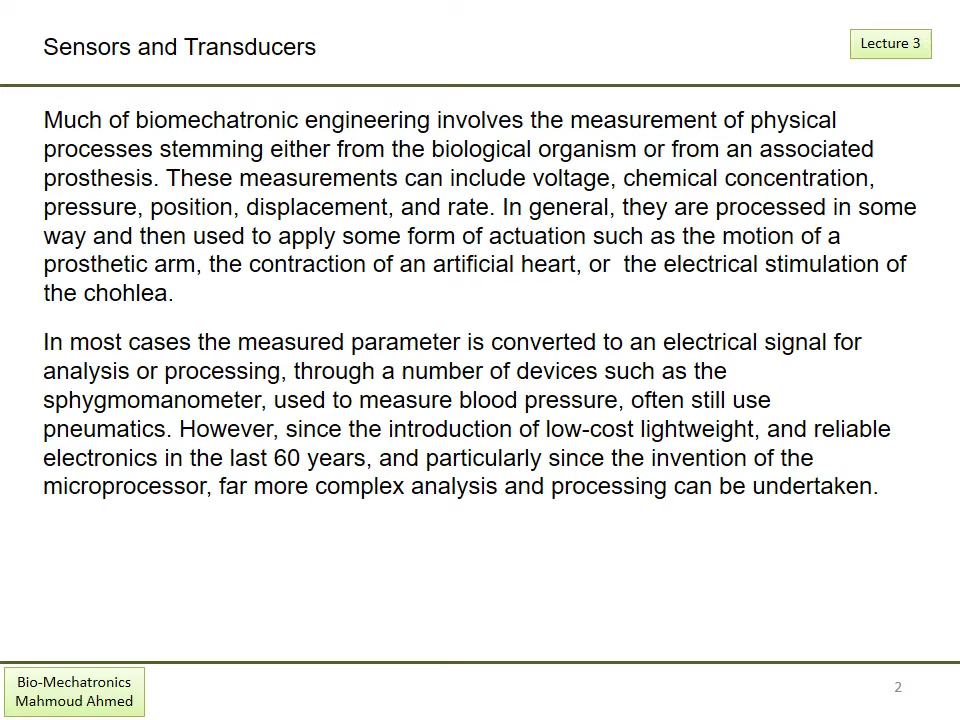 Sensors and Transducers
Lecture 3
Much of biomechatronic engineering involves the measurement of physical
processes stemming either from the biological organism or from an associated
prosthesis. These measurements can include voltage, chemical concentration,
pressure, position, displacement, and rate. In general, they are processed in some
way and then used to apply some form of actuation such as the motion of a
prosthetic arm, the contraction of an artificial heart, or  the electrical stimulation of
the chohlea.
In most cases the measured parameter is converted to an electrical signal for
analysis or processing, through a number of devices such as the
sphygmomanometer, used to measure blood pressure, often still use
pneumatics. However, since the introduction of low-cost lightweight, and reliable
electronics in the last 60 years, and particularly since the invention of the
microprocessor, far more complex analysis and processing can be undertaken.
Bio-Mechatronics
Mahmoud Ahmed
2